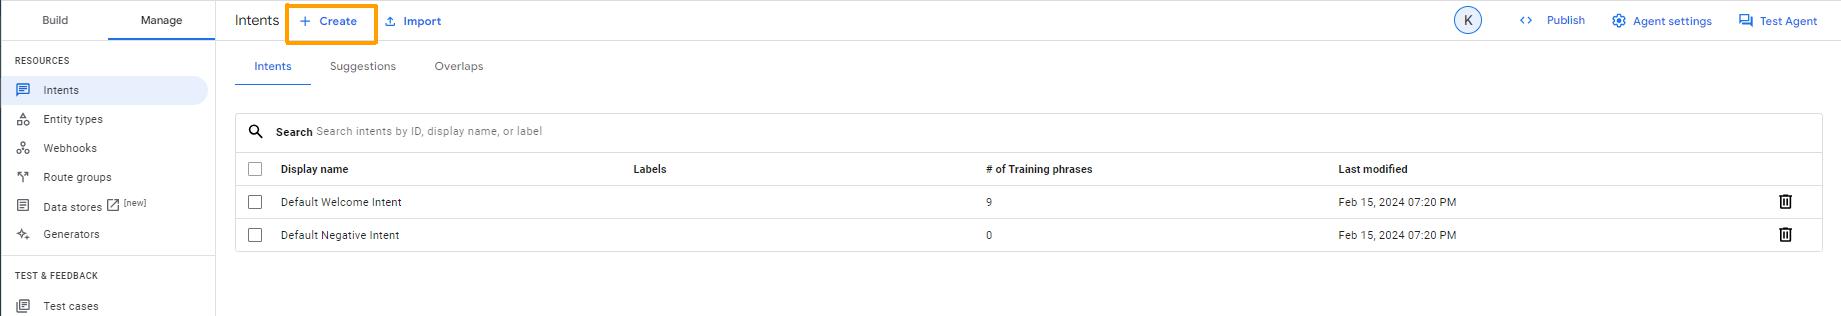 Build Manage Intents + Create Import K <> Publish Agent settings Test Agent
RESOURCES
Intents Suggestions Overlaps
Intents
Entity types
Webhooks
Route groups
Data stores [new]
Generators
TEST & FEEDBACK
Test cases
Search Search intents by ID, display name, or label
Display name Labels # of Training phrases Last modified
Default Welcome Intent 9 Feb 15, 2024 07:20 PM
Default Negative Intent 0 Feb 15, 2024 07:20 PM